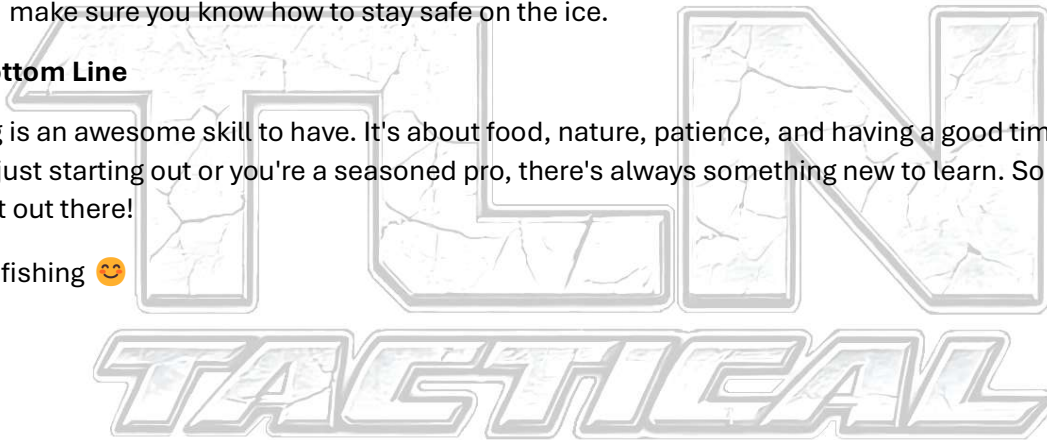 make sure you know how to stay safe on the ice.
ttom Line
is an awesome skill to have. It's about food, nature, patience, and having a good tim
just starting out or you're a seasoned pro, there's always something new to learn. So
t out there!
fishing 😊
TLN
TACTICAL